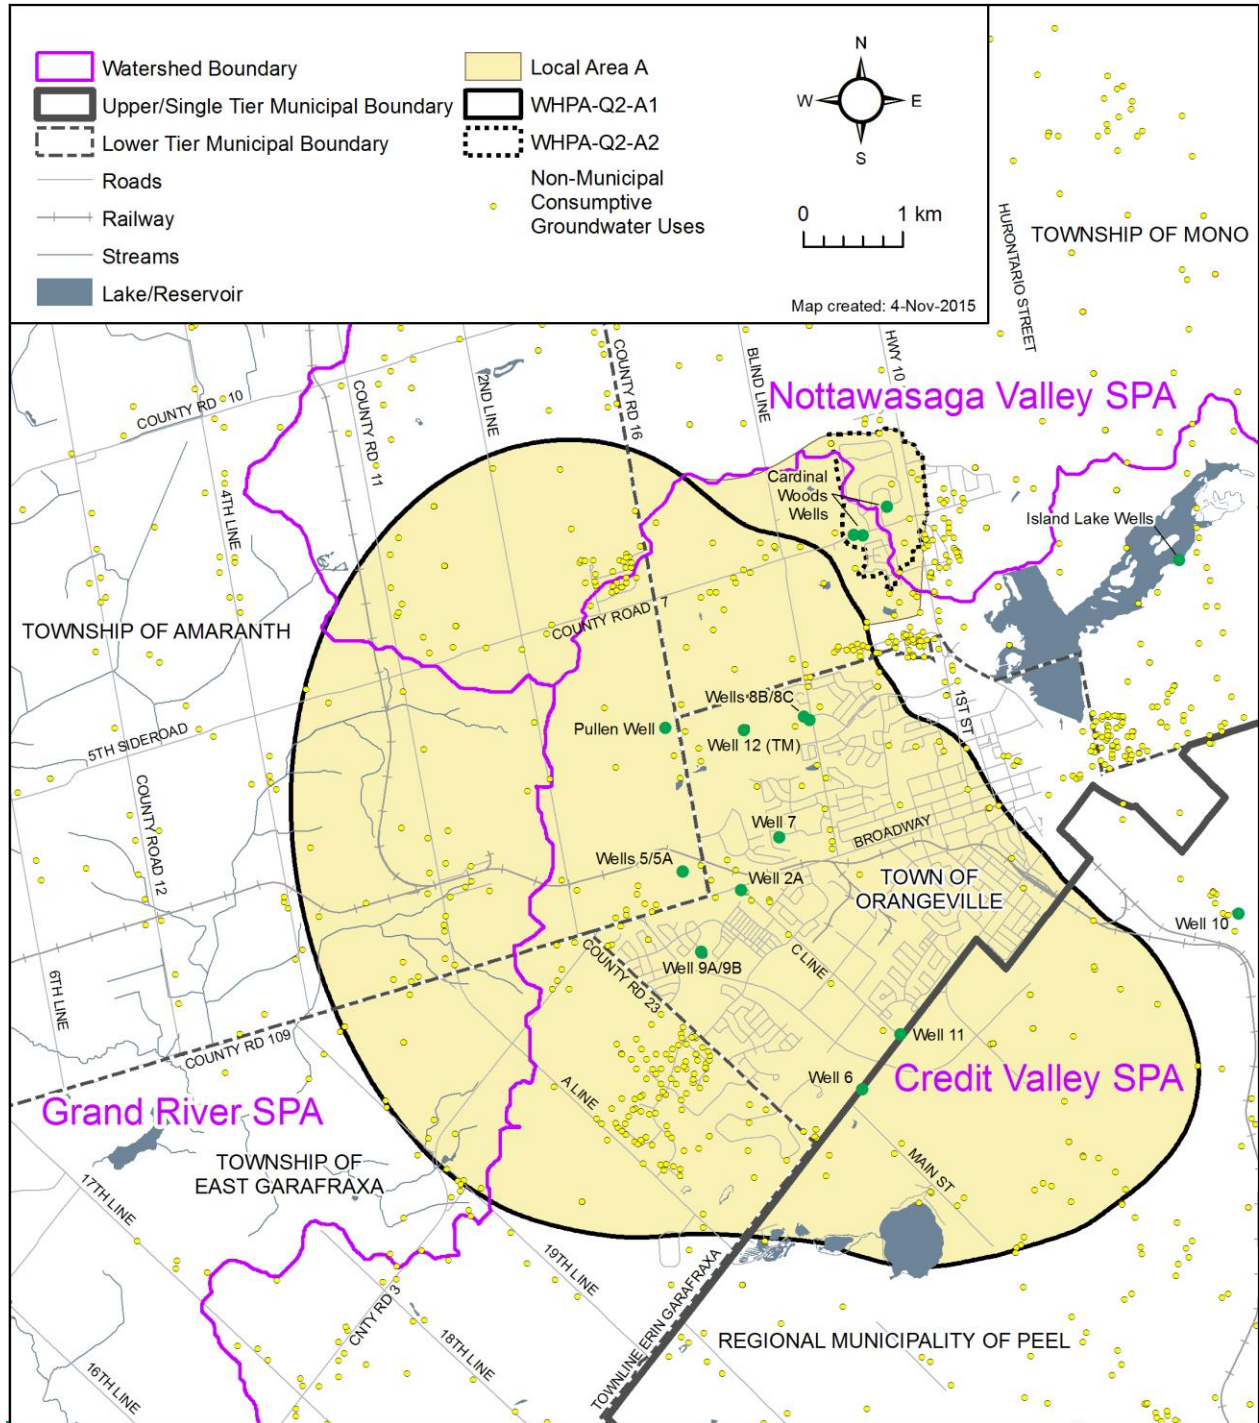 Watershed Boundary
Upper/Single Tier Municipal Boundary
Lower Tier Municipal Boundary
Roads
Railway
Streams
Lake/Reservoir
Local Area A
WHPA-Q2-A1
WHPA-Q2-A2
Non-Municipal
Consumptive
Groundwater Uses
N
W
E
S
0
1 km
Map created: 4-Nov-2015
HURONTARIO STREET
TOWNSHIP OF MONO
COUNTY RD 16
BLIND LINE
HWY 10
2ND LINE
COUNTY RD 11
COUNTY RD 10
Nottawasaga Valley SPA
4TH LINE
Cardinal
Woods
Wells
Island Lake Wells
TOWNSHIP OF AMARANTH
COUNTY ROAD 7
5TH SIDEROAD
Pullen Well
Wells 8B/8C
Well 12 (TM)
1ST ST
COUNTY ROAD 12
Well 7
BROADWAY
Wells 5/5A
Well 2A
TOWN OF
ORANGEVILLE
Well 10
6TH LINE
COUNTY RD 23
Well 9A/9B
C LINE
COUNTY RD 109
Well 11
Well 6
Credit Valley SPA
A LINE
Grand River SPA
TOWNSHIP OF
EAST GARAFRAXA
MAIN ST
17TH LINE
19TH LINE
CNTY RD 3
18TH LINE
16TH LINE
TOWNLINE ERIN GARAFRAXA
REGIONAL MUNICIPALITY OF PEEL